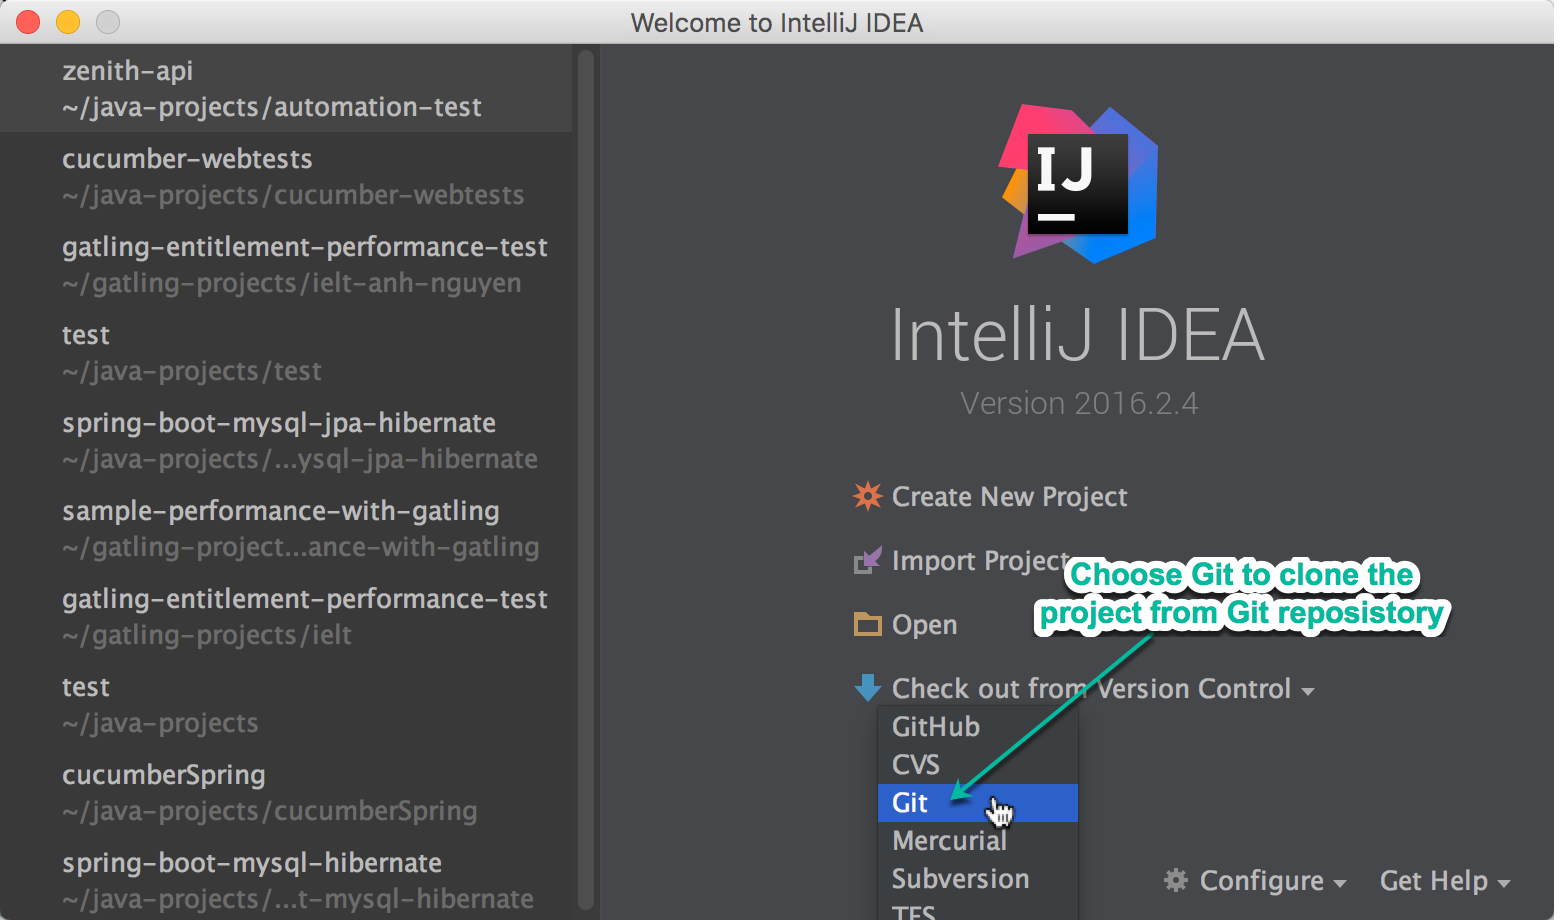 Welcome to IntelliJ IDEA
zenith-api
~/java-projects/automation-test
cucumber-webtests
~/java-projects/cucumber-webtests
gatling-entitlement-performance-test
~/gatling-projects/ielt-anh-nguyen
test
~/java-projects/test
spring-boot-mysql-jpa-hibernate
~/java-projects/...ysql-jpa-hibernate
sample-performance-with-gatling
~/gatling-project...ance-with-gatling
gatling-entitlement-performance-test
~/gatling-projects/ielt
test
~/java-projects
cucumberSpring
~/java-projects/cucumberSpring
spring-boot-mysql-hibernate
~/java-projects/...t-mysql-hibernate
IJ
IntelliJ IDEA
Version 2016.2.4
Create New Project
Import Project
Choose Git to clone the
project from Git reposistory
Open
Check out from Version Control
GitHub
CVS
Git
Mercurial
Subversion
TFS
Configure
Get Help